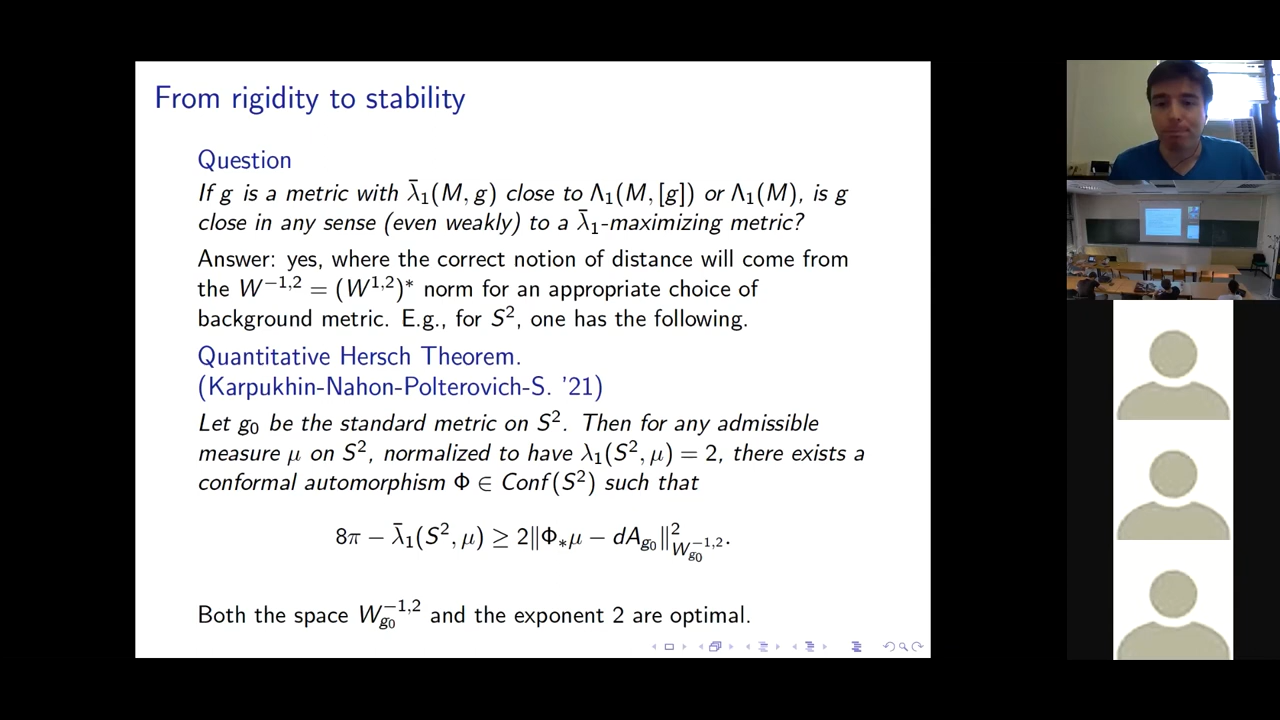 From rigidity to stability
Question
If g is a metric with λ̄₁(M, g) close to Λ₁(M, [g]) or Λ₁(M), is g
close in any sense (even weakly) to a λ̄₁-maximizing metric?
Answer: yes, where the correct notion of distance will come from
the W⁻¹,² = (W¹,²)* norm for an appropriate choice of
background metric. E.g., for S², one has the following.
Quantitative Hersch Theorem.
(Karpukhin-Nahon-Polterovich-S. '21)
Let g₀ be the standard metric on S². Then for any admissible
measure μ on S², normalized to have λ₁(S², μ) = 2, there exists a
conformal automorphism Φ ∈ Conf(S²) such that
8π − λ̄₁(S², μ) ≥ 2‖Φ∗μ − dA_{g₀}‖²_{W^{−1,2}_{g₀}}.
Both the space W^{−1,2}_{g₀} and the exponent 2 are optimal.